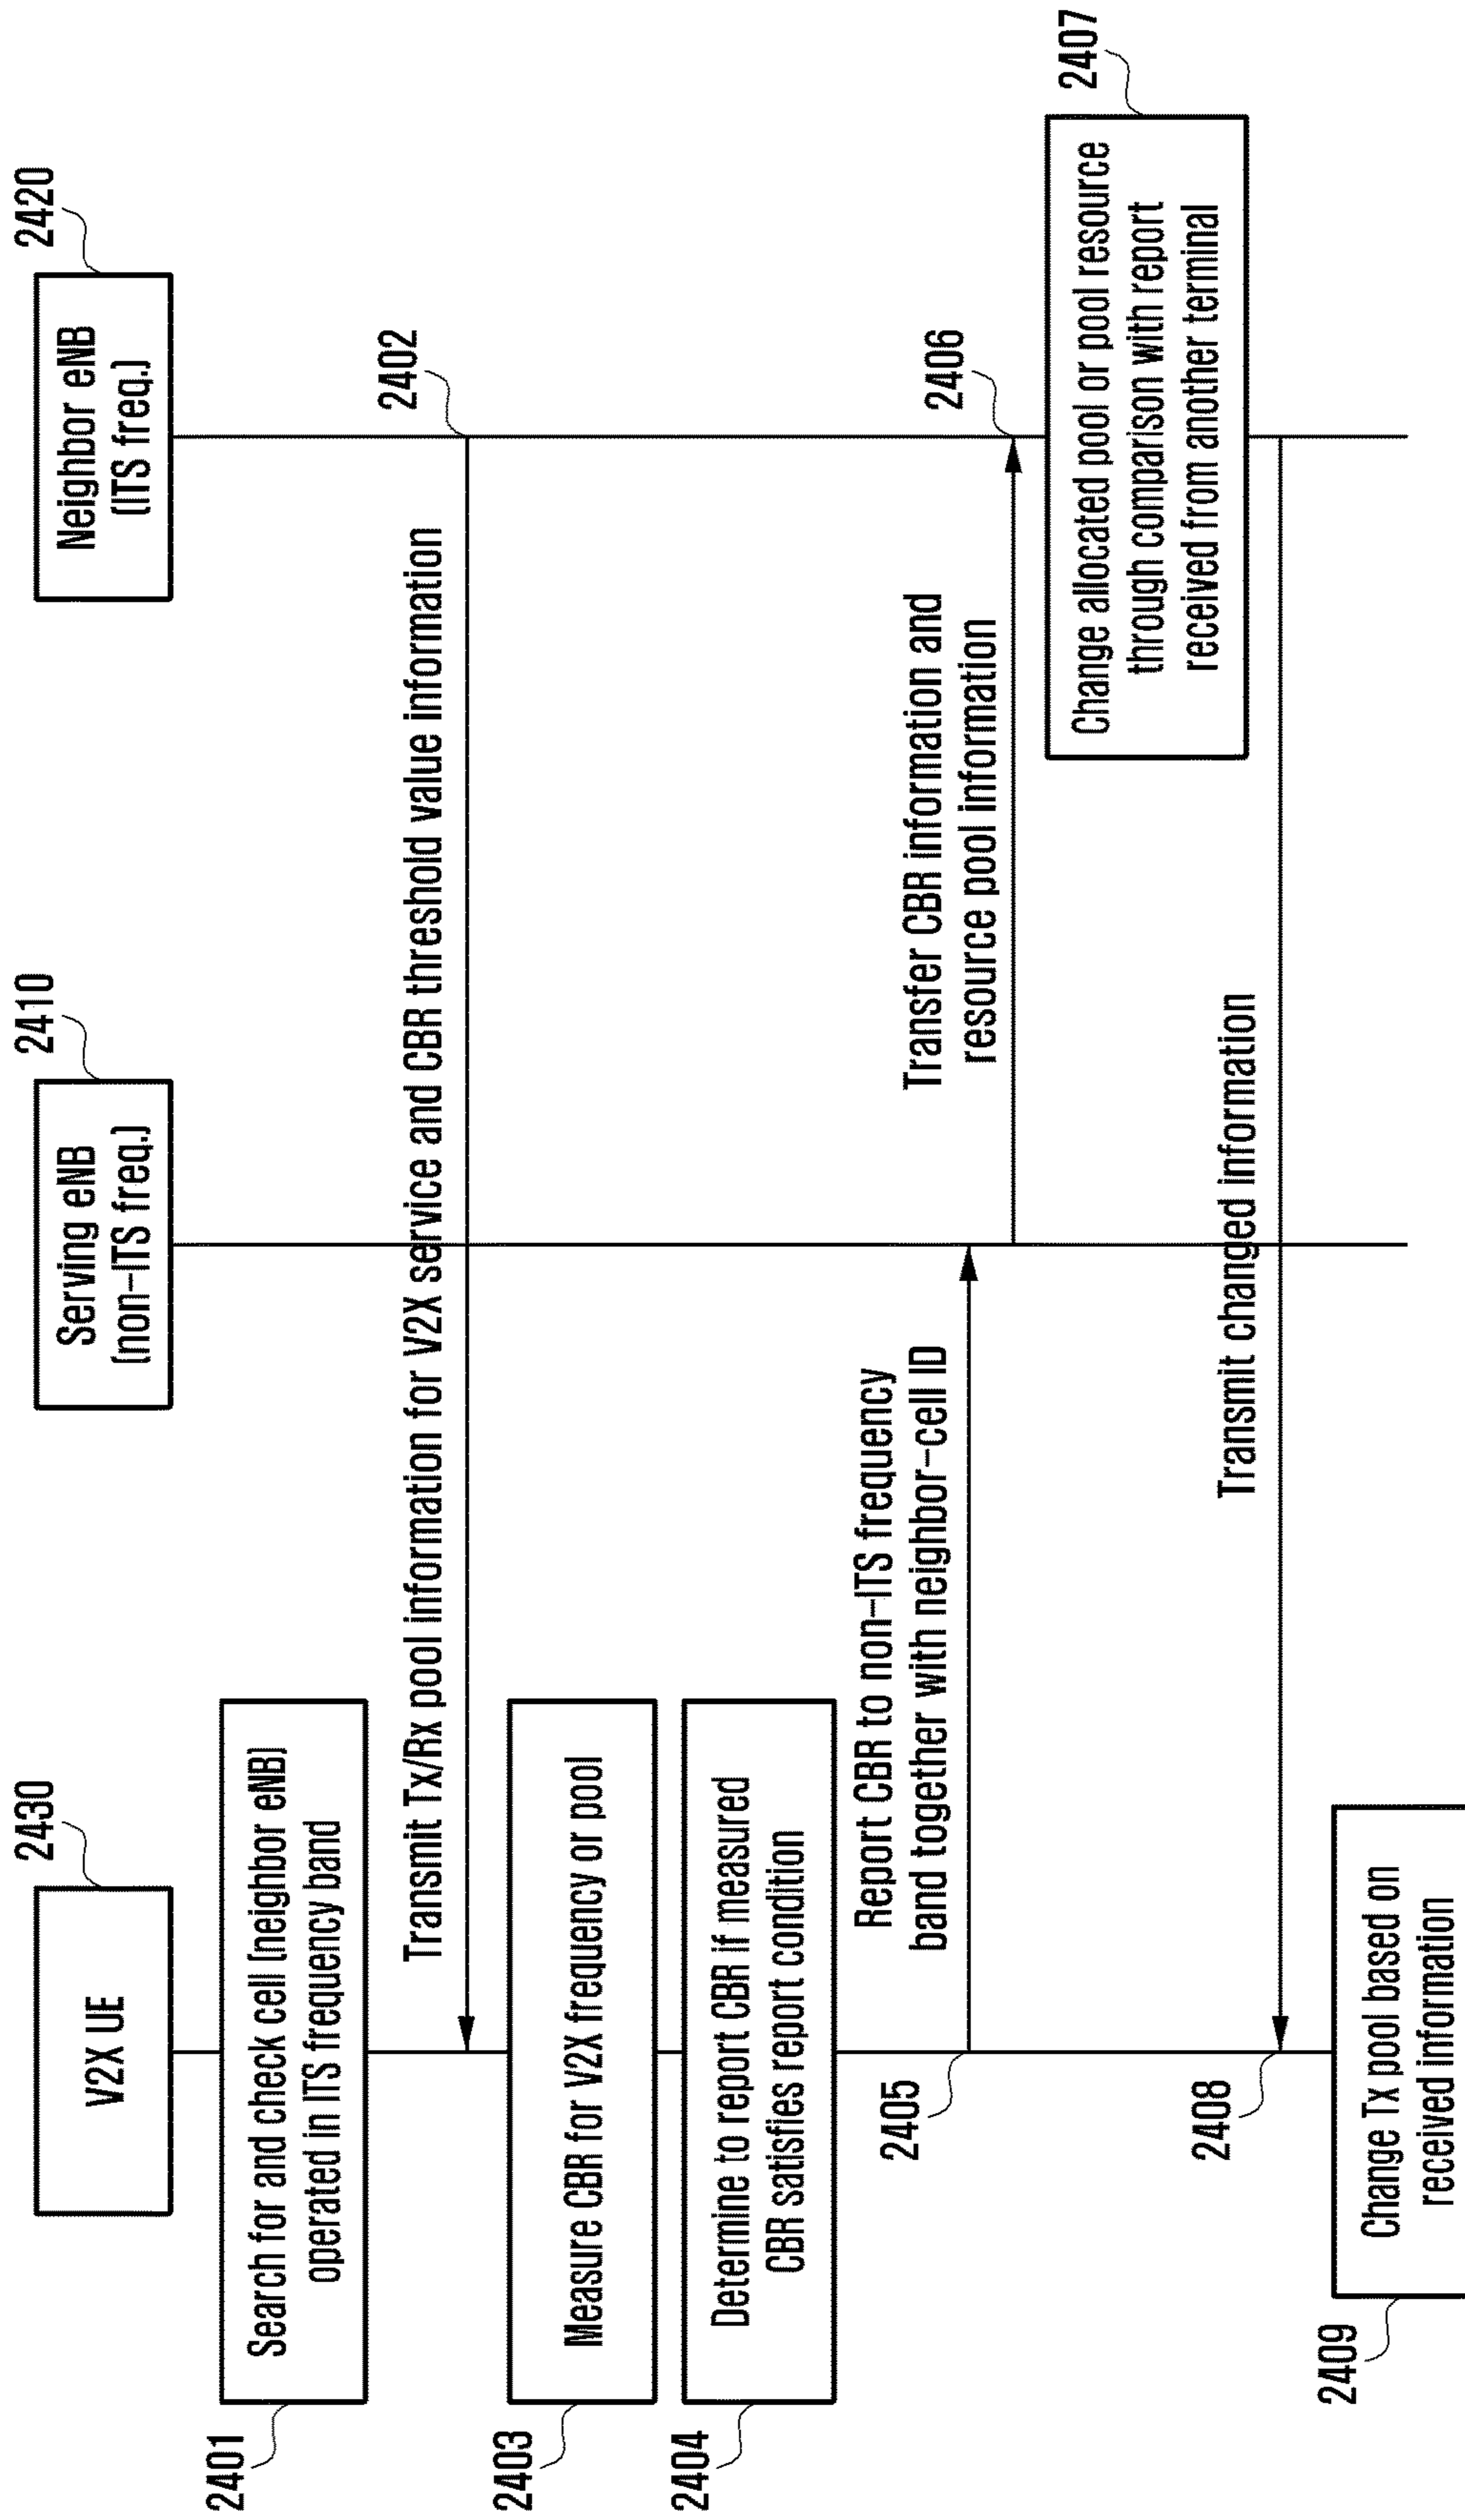 2430
V2X UE
2410
Serving eNB
(non-ITS freq.)
2420
Neighbor eNB
(ITS freq.)
2401
Search for and check cell (neighbor eNB)
operated in ITS frequency band
2402
Transmit Tx/Rx pool information for V2X service and CBR threshold value information
2403
Measure CBR for V2X frequency or pool
2404
Determine to report CBR if measured
CBR satisfies report condition
2405
Report CBR to non-ITS frequency
band together with neighbor-cell ID
2406
Transfer CBR information and
resource pool information
2407
Change allocated pool or pool resource
through comparison with report
received from another terminal
2408
Transmit changed information
2409
Change Tx pool based on
received information